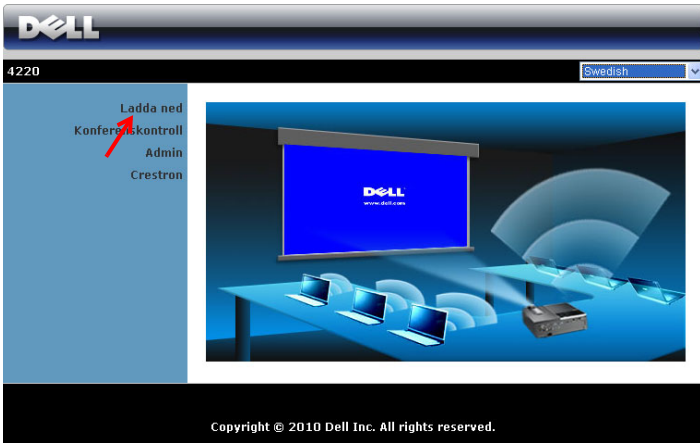 DELL
4220
Swedish
Ladda ned
Konferenskontroll
Admin
Crestron
DELL
www.dell.com
Copyright © 2010 Dell Inc. All rights reserved.